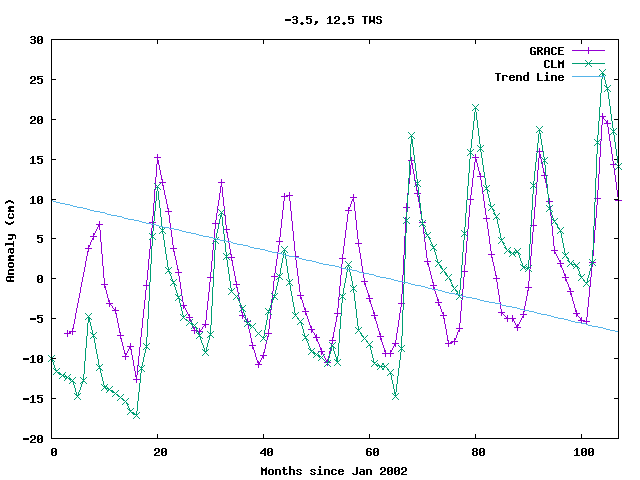 -3.5, 12.5 TWS
GRACE
CLM
Trend Line
30
25
20
15
10
5
0
-5
-10
-15
-20
Anomaly (cm)
0 20 40 60 80 100
Months since Jan 2002